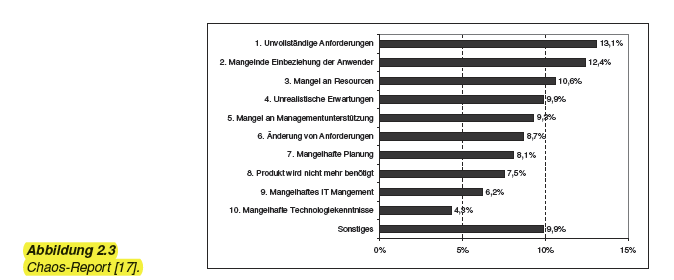 1. Unvollständige Anforderungen 13,1%
2. Mangelnde Einbeziehung der Anwender 12,4%
3. Mangel an Resourcen 10,6%
4. Unrealistische Erwartungen 9,9%
5. Mangel an Managementunterstützung 9,3%
6. Änderung von Anforderungen 8,7%
7. Mangelhafte Planung 8,1%
8. Produkt wird nicht mehr benötigt 7,5%
9. Mangelhaftes IT Mangement 6,2%
10. Mangelhafte Technologiekenntnisse 4,3%
Sonstiges 9,9%
0% 5% 10% 15%
Abbildung 2.3
Chaos-Report [17].